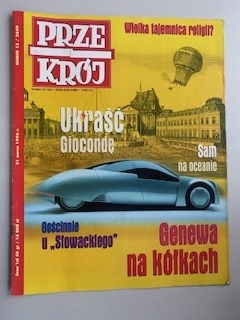 Wielka tajemnica religii?
PRZE
KRÓJ
Ukraść
Giocondę
Sam
na oceanie
Gościnnie
u „Słowackiego”
Genewa
na kółkach